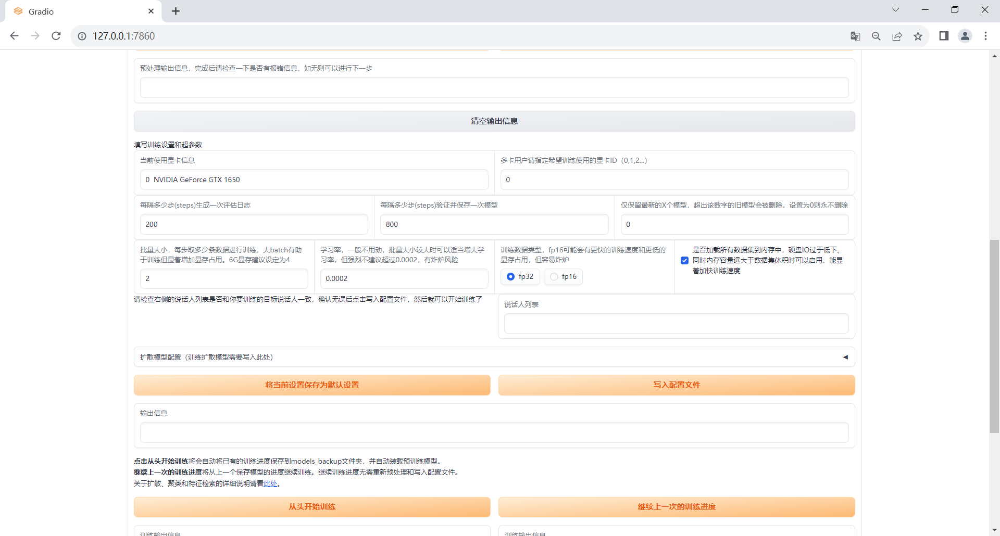 Gradio
127.0.0.1:7860
预处理输出信息，完成后请检查一下是否有报错信息，如无则可以进行下一步
清空输出信息
填写训练设置和超参数
当前使用显卡信息
0 NVIDIA GeForce GTX 1650
多卡用户请指定希望训练使用的显卡ID（0,1,2...）
0
每隔多少步(steps)生成一次评估日志
200
每隔多少步(steps)验证并保存一次模型
800
仅保留最新的X个模型，超出该数字的旧模型会被删除。设置为0则永不删除
0
批量大小，每步取多少条数据进行训练，大batch有助
于训练但显著增加显存占用。6G显存建议设定为4
2
学习率，一般不用动，批量大小较大时可以适当增大学
习率，但强烈不建议超过0.0002，有炸炉风险
0.0002
训练数据类型，fp16可能会有更快的训练速度和更低的
显存占用，但容易炸炉
fp32
fp16
是否加载所有数据集到内存中，硬盘IO过于低下、
同时内存容量远大于数据集体积时可以启用，能显
著加快训练速度
请检查右侧的说话人列表是否和你要训练的目标说话人一致，确认无误后点击写入配置文件，然后就可以开始训练了
说话人列表
扩散模型配置（训练扩散模型需要写入此处）
将当前设置保存为默认设置
写入配置文件
输出信息
点击从头开始训练将会自动将已有的训练进度保存到models_backup文件夹，并自动装载预训练模型。
继续上一次的训练进度将从上一个保存模型的进度继续训练。继续训练进度无需重新预处理和写入配置文件。
关于扩散、聚类和特征检索的详细说明请看此处。
从头开始训练
继续上一次的训练进度
训练输出信息
训练输出信息